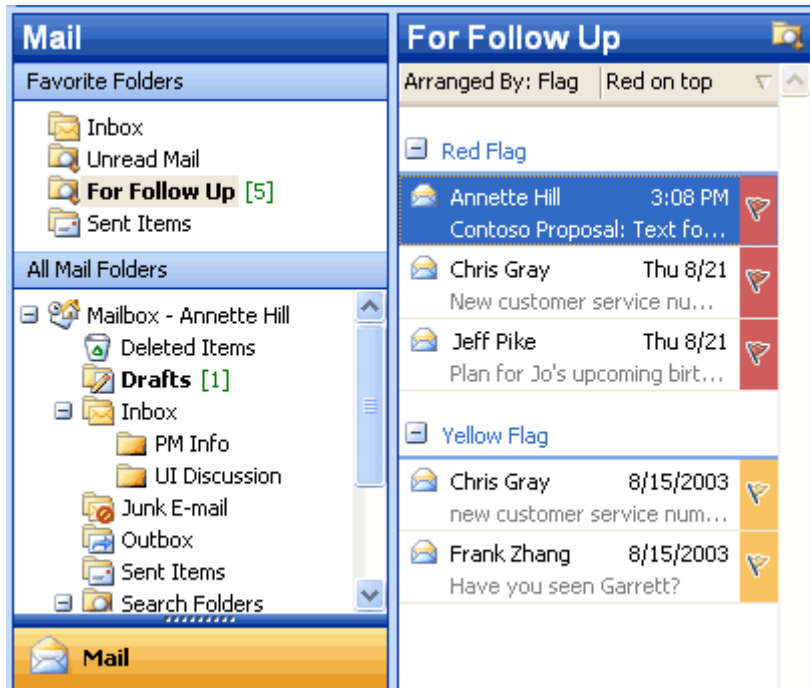 Mail
Favorite Folders
Inbox
Unread Mail
For Follow Up [5]
Sent Items
All Mail Folders
Mailbox - Annette Hill
Deleted Items
Drafts [1]
Inbox
PM Info
UI Discussion
Junk E-mail
Outbox
Sent Items
Search Folders
Mail
For Follow Up
Arranged By: Flag Red on top
Red Flag
Annette Hill 3:08 PM
Contoso Proposal: Text fo...
Chris Gray Thu 8/21
New customer service nu...
Jeff Pike Thu 8/21
Plan for Jo's upcoming birt...
Yellow Flag
Chris Gray 8/15/2003
new customer service num...
Frank Zhang 8/15/2003
Have you seen Garrett?